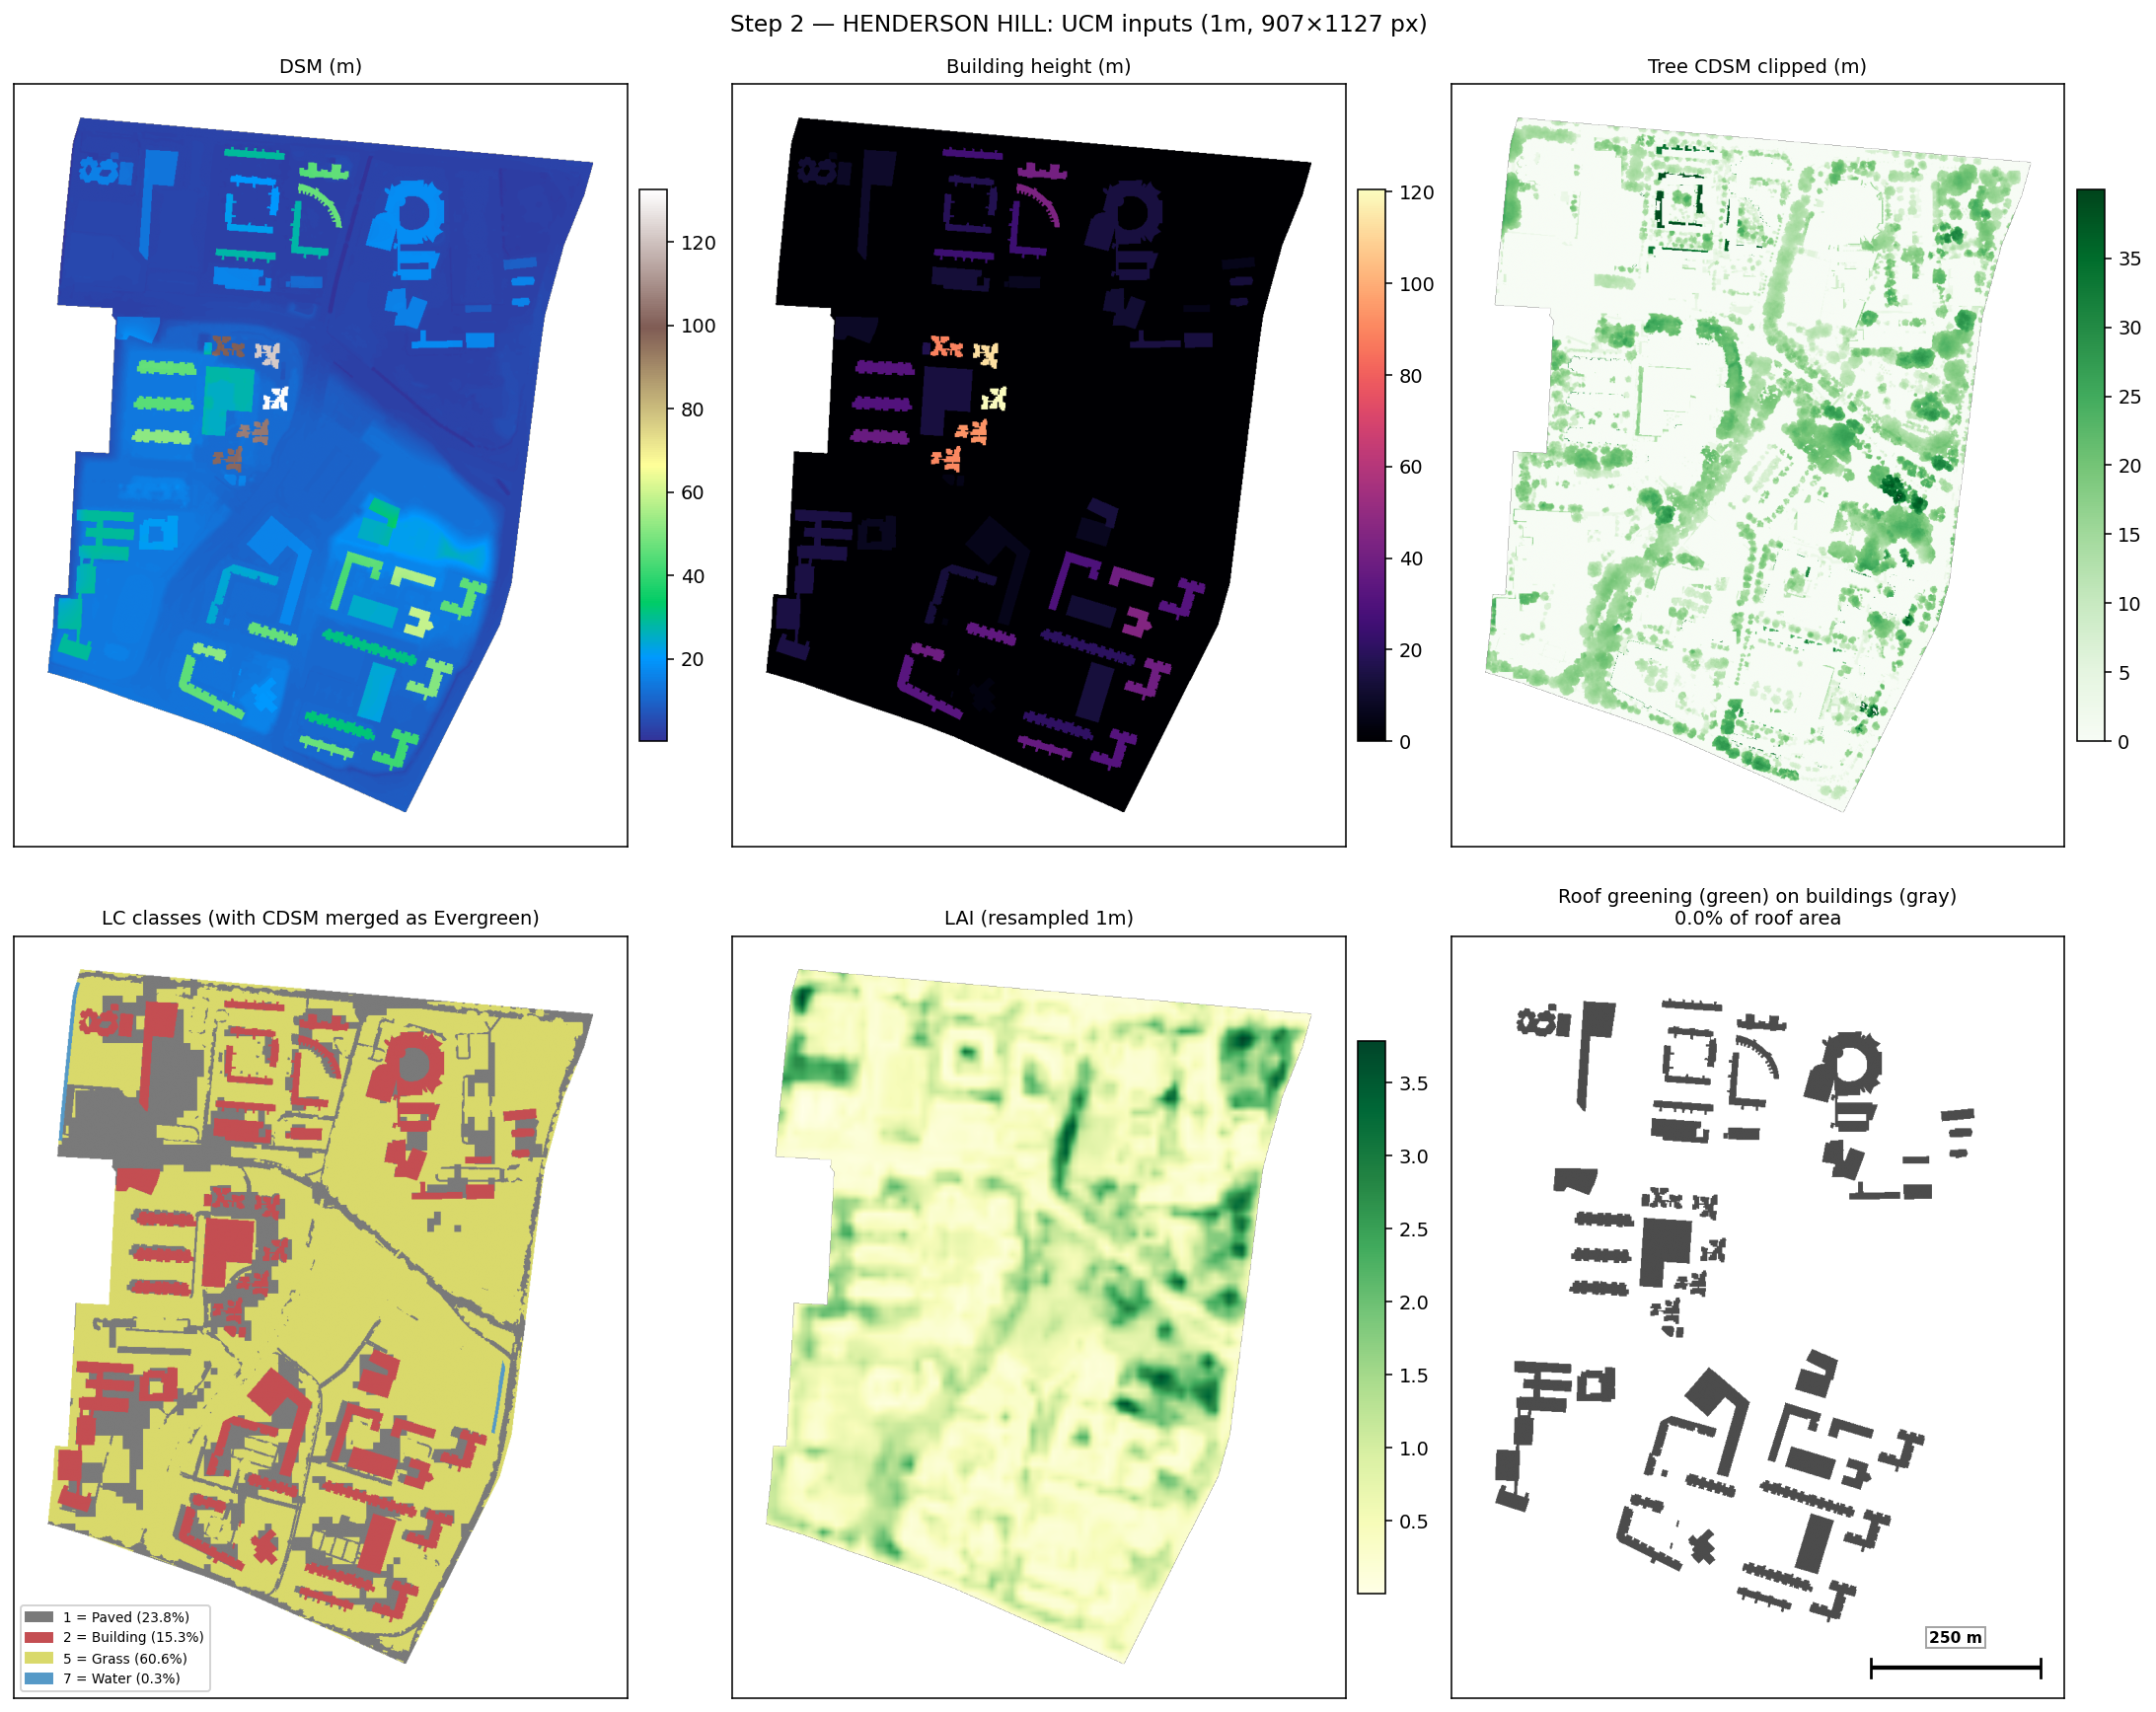 Step 2 — HENDERSON HILL: UCM inputs (1m, 907×1127 px)
DSM (m)
120
100
80
60
40
20
Building height (m)
120
100
80
60
40
20
0
Tree CDSM clipped (m)
35
30
25
20
15
10
5
0
LC classes (with CDSM merged as Evergreen)
1 = Paved (23.8%)
2 = Building (15.3%)
5 = Grass (60.6%)
7 = Water (0.3%)
LAI (resampled 1m)
3.5
3.0
2.5
2.0
1.5
1.0
0.5
Roof greening (green) on buildings (gray)
0.0% of roof area
250 m